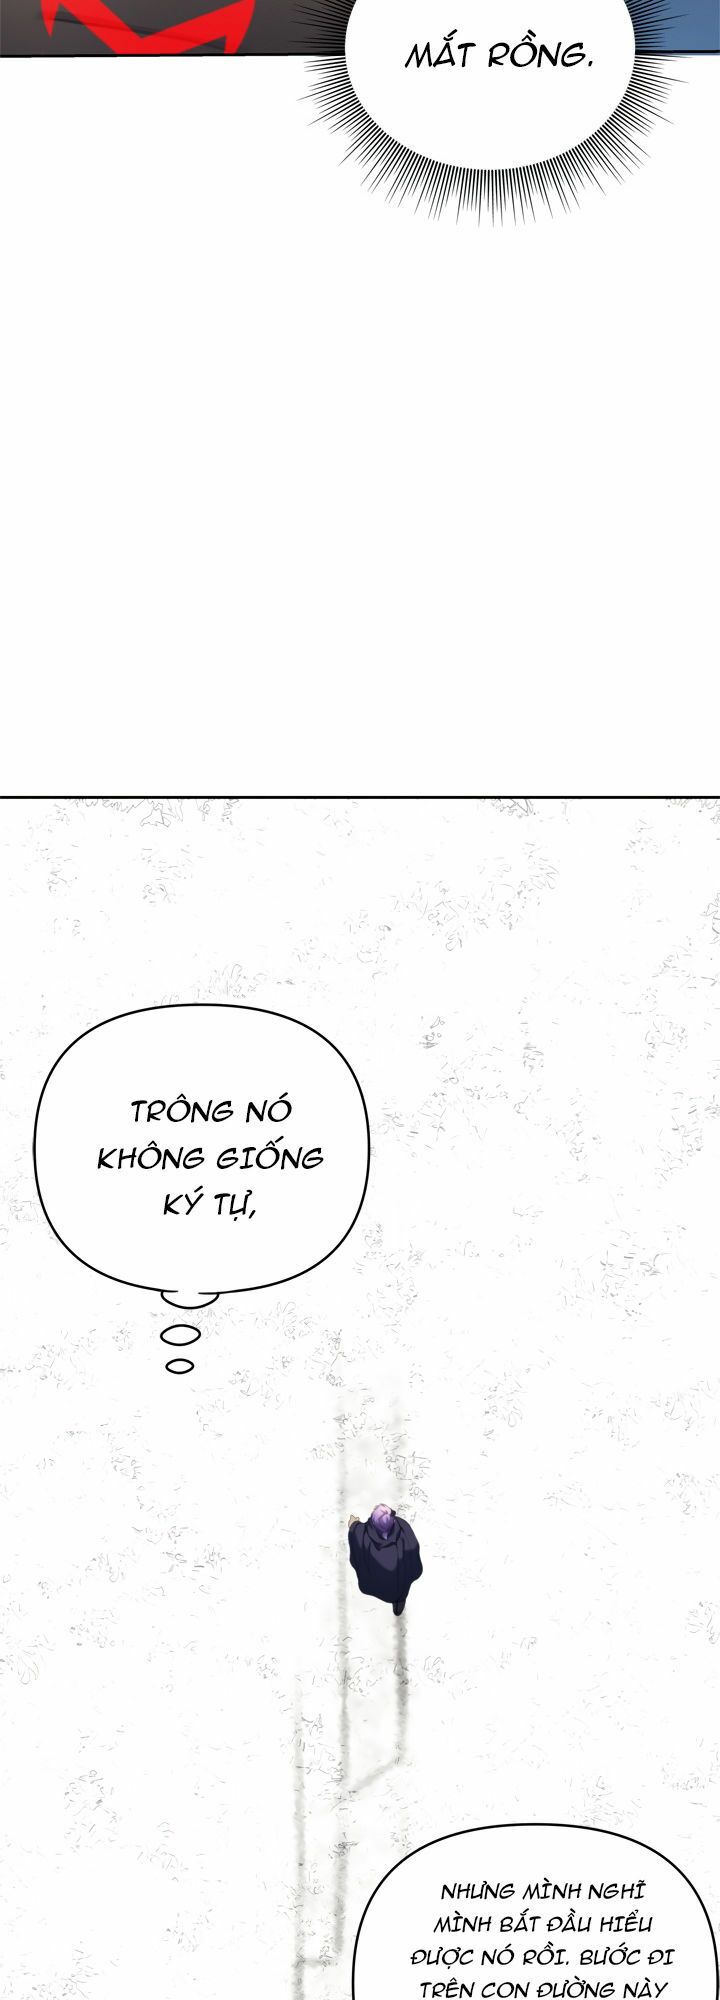 MẮT RỒNG.
TRÔNG NÓ
KHÔNG GIỐNG
KÝ TỰ,
NHƯNG MÌNH NGHĨ
MÌNH BẮT ĐẦU HIỂU
ĐƯỢC NÓ RỒI. BƯỚC ĐI
TRÊN CON ĐƯỜNG NÀY